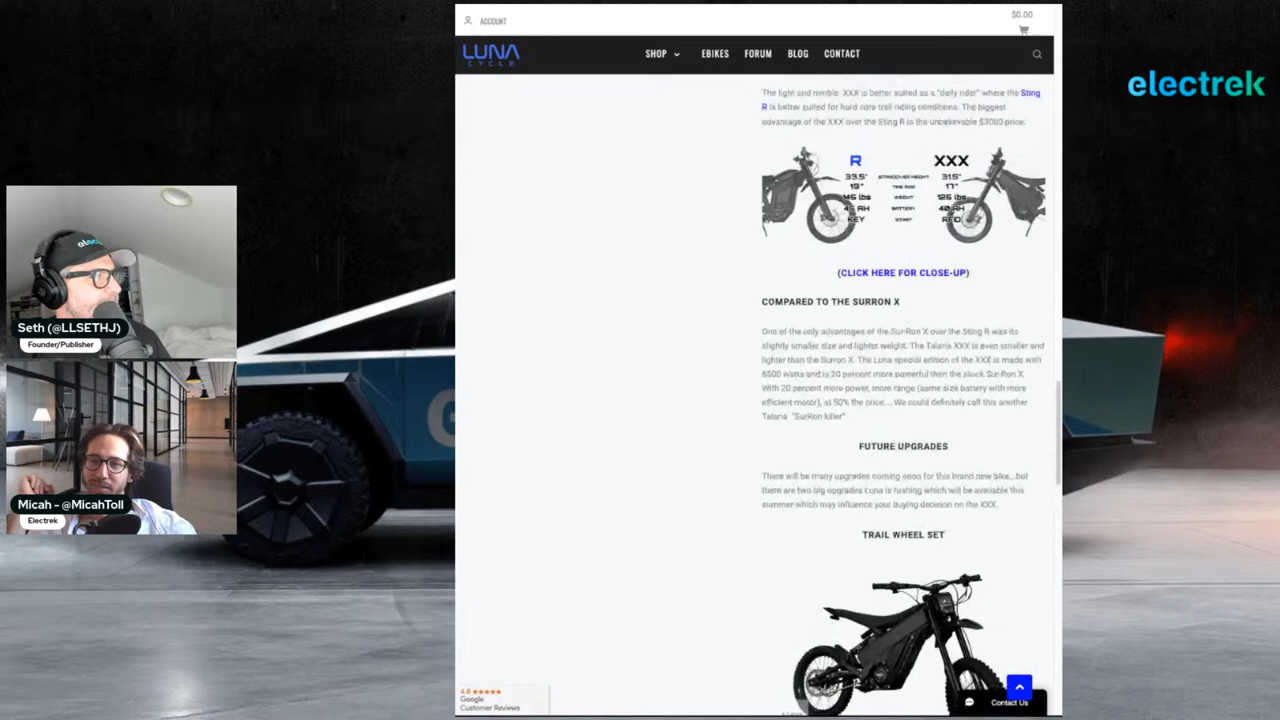 ACCOUNT
$0.00
LUNA
CYCLE
SHOP
EBIKES
FORUM
BLOG
CONTACT
electrek
The light and nimble XXX is better suited as a "daily rider" where the Sting
R is better suited for hard core trail riding conditions. The biggest
advantage of the XXX over the Sting R is the unbelievable $3000 price.
R
XXX
33.5" STANDOVER HEIGHT 31.5"
19" TIRE SIZE 17"
145 lbs WEIGHT 125 lbs
45 AH BATTERY 40 AH
KEY START RFID
(CLICK HERE FOR CLOSE-UP)
COMPARED TO THE SURRON X
One of the only advantages of the Sur-Ron X over the Sting R was its
slightly smaller size and lighter weight. The Talaria XXX is even smaller and
lighter than the Surron X. The Luna special edition of the XXX is made with
6500 watts and is 20 percent more powerful than the stock Sur-Ron X.
With 20 percent more power, more range (same size battery with more
efficient motor), at 50% the price.... We could definitely call this another
Talaria "SurRon killer"
FUTURE UPGRADES
There will be many upgrades coming soon for this brand new bike...but
there are two big upgrades Luna is testing which will be available this
summer which may influence your buying decision on the XXX.
TRAIL WHEEL SET
Contact Us
4.8 ★★★★★
Google
Customer Reviews
Seth (@LLSETHJ)
Founder/Publisher
Micah - @MicahToll
Electrek